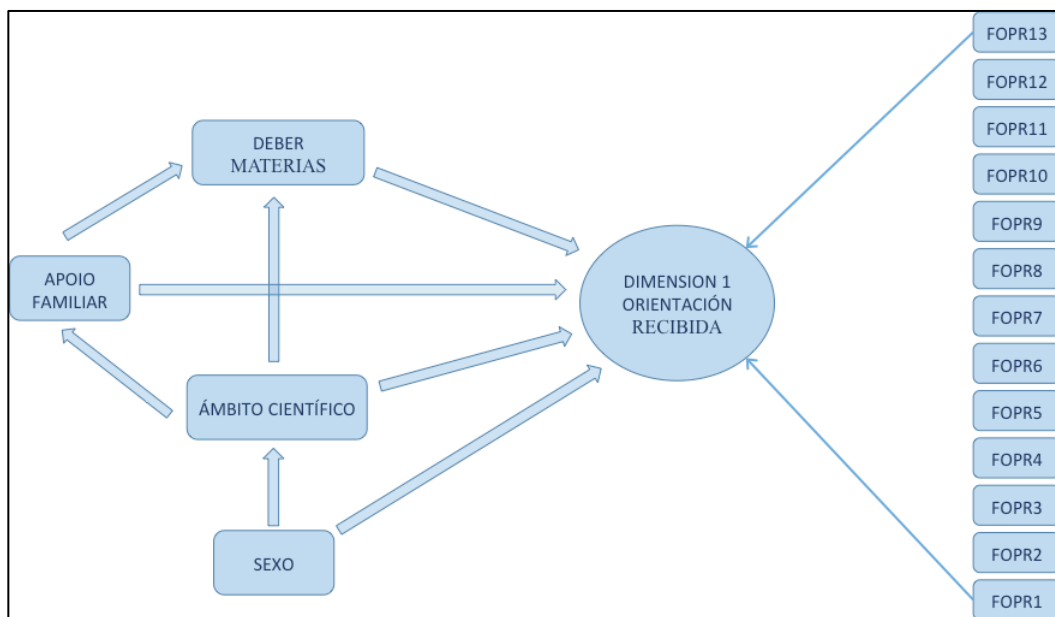 DEBER
MATERIAS
APOIO
FAMILIAR
DIMENSION 1
ORIENTACIÓN
RECIBIDA
ÁMBITO CIENTÍFICO
SEXO
FOPR13
FOPR12
FOPR11
FOPR10
FOPR9
FOPR8
FOPR7
FOPR6
FOPR5
FOPR4
FOPR3
FOPR2
FOPR1